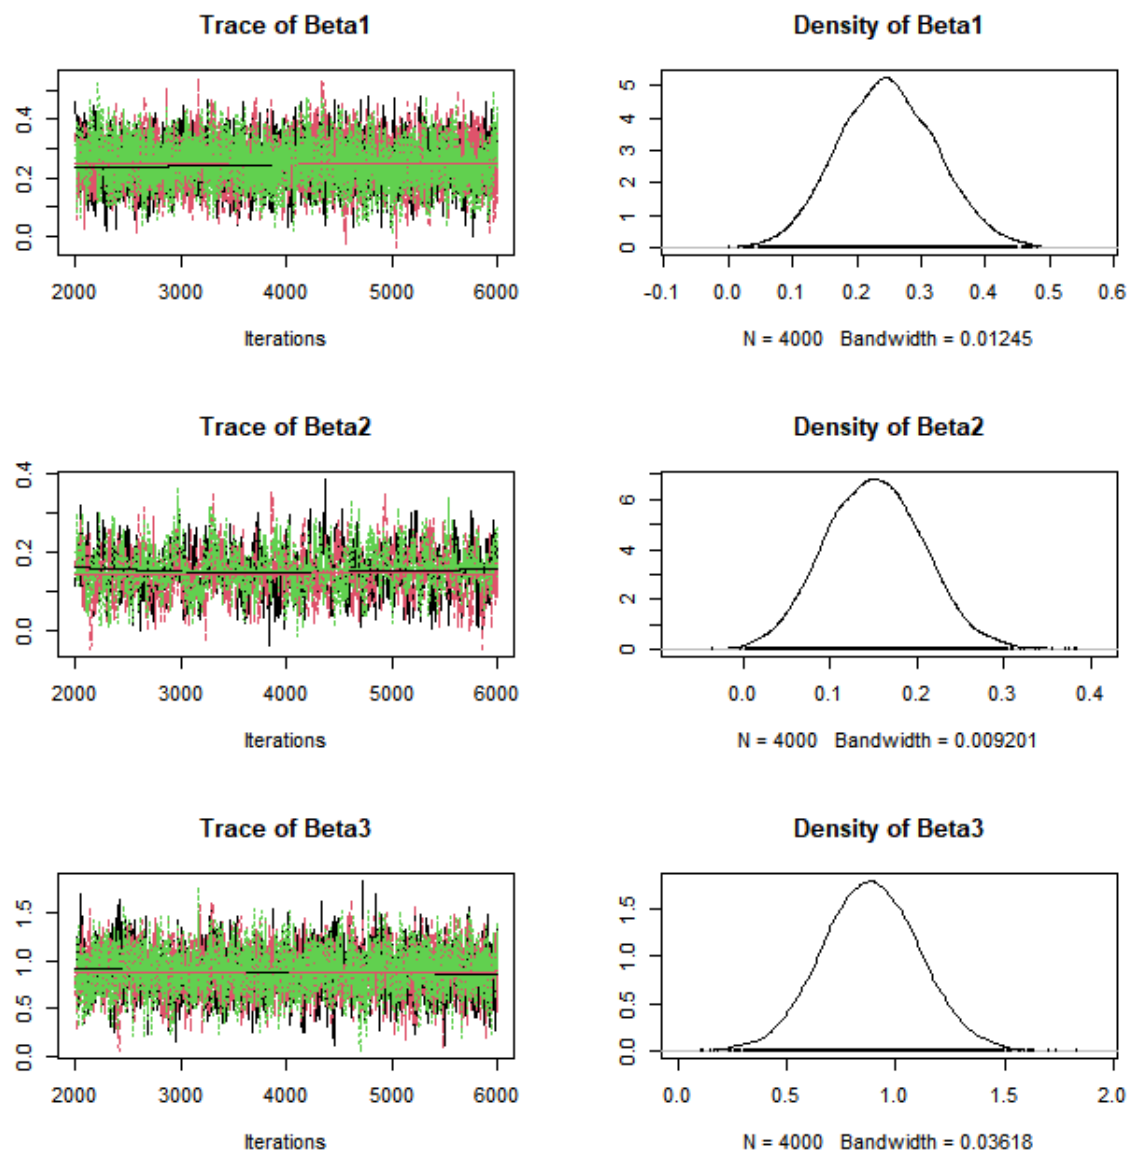 Trace of Beta1
0.0 0.2 0.4
2000 3000 4000 5000 6000
Iterations
Density of Beta1
0 1 2 3 4 5
-0.1 0.0 0.1 0.2 0.3 0.4 0.5 0.6
N = 4000 Bandwidth = 0.01245
Trace of Beta2
0.0 0.2 0.4
2000 3000 4000 5000 6000
Iterations
Density of Beta2
0 2 4 6
0.0 0.1 0.2 0.3 0.4
N = 4000 Bandwidth = 0.009201
Trace of Beta3
0.0 0.5 1.0 1.5
2000 3000 4000 5000 6000
Iterations
Density of Beta3
0.0 0.5 1.0 1.5
0.0 0.5 1.0 1.5 2.0
N = 4000 Bandwidth = 0.03618